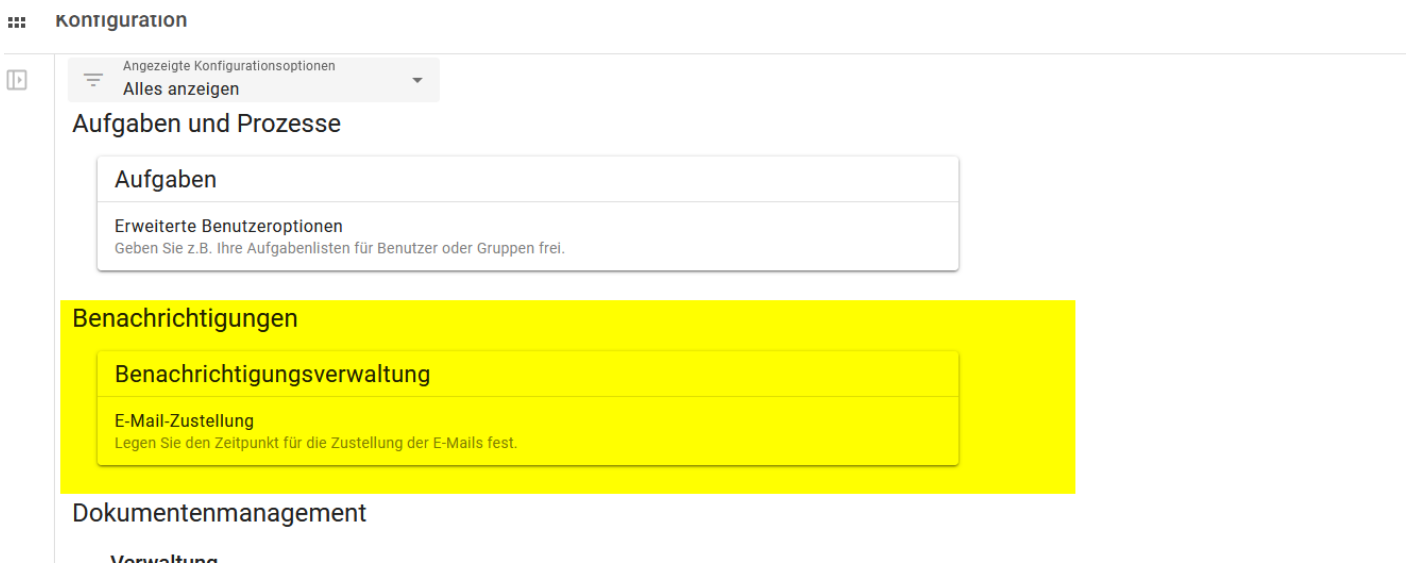 Konfiguration
Angezeigte Konfigurationsoptionen
Alles anzeigen
Aufgaben und Prozesse
Aufgaben
Erweiterte Benutzeroptionen
Geben Sie z.B. Ihre Aufgabenlisten für Benutzer oder Gruppen frei.
Benachrichtigungen
Benachrichtigungsverwaltung
E-Mail-Zustellung
Legen Sie den Zeitpunkt für die Zustellung der E-Mails fest.
Dokumentenmanagement
Verwaltung